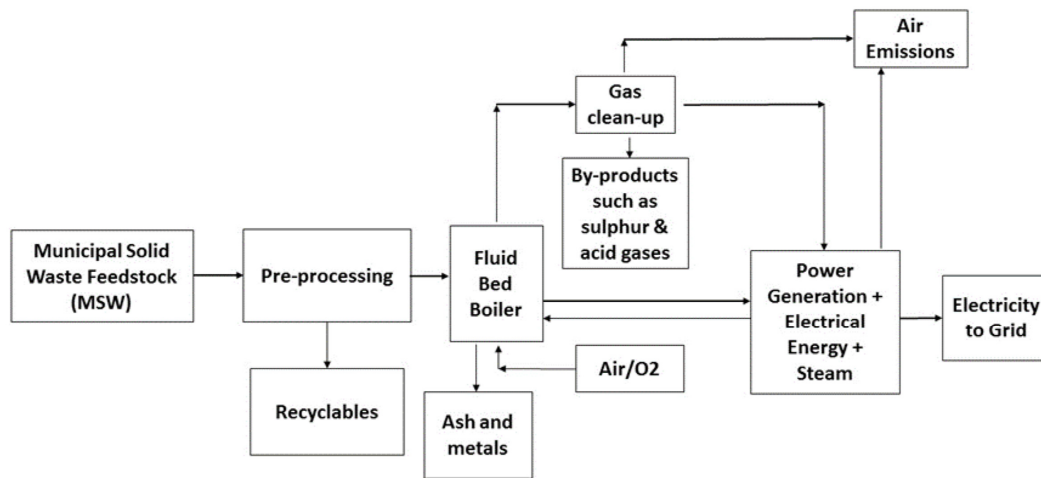 Air
Emissions
Gas
clean-up
By-products
such as
sulphur &
acid gases
Municipal Solid
Waste Feedstock
(MSW)
Pre-processing
Fluid
Bed
Boiler
Power
Generation +
Electrical
Energy +
Steam
Electricity
to Grid
Air/O2
Recyclables
Ash and
metals